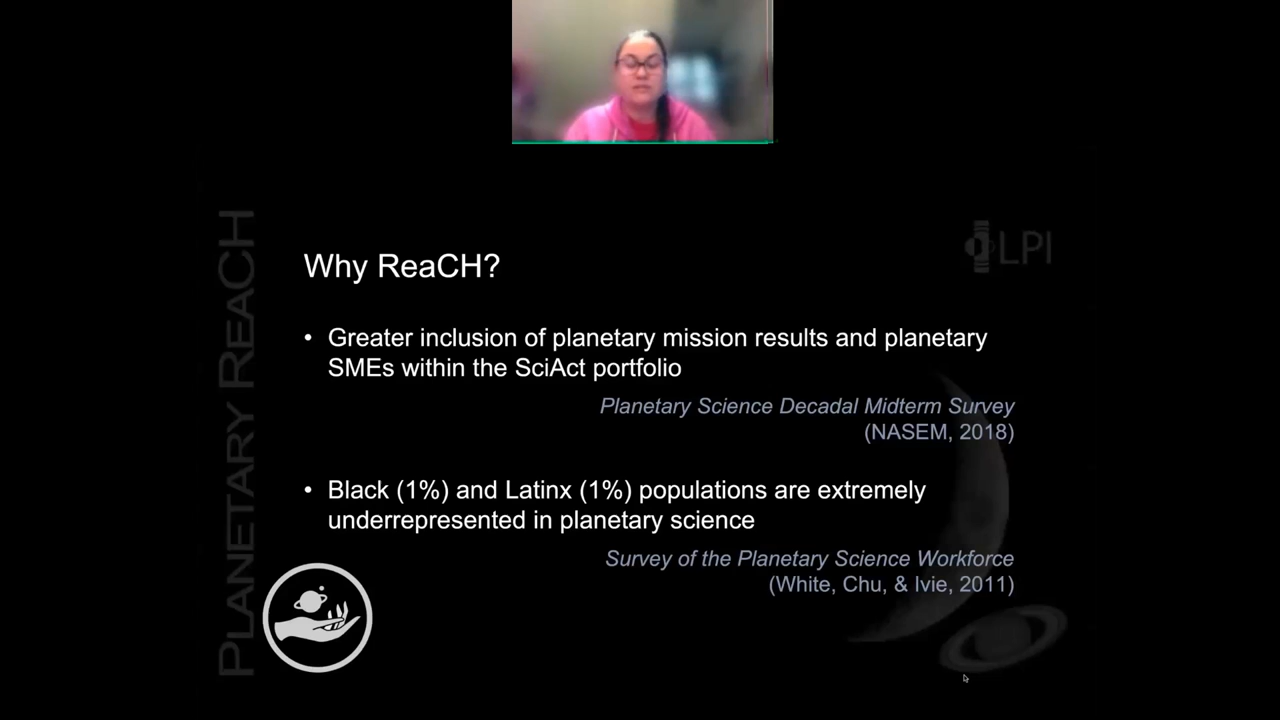 PLANETARY REACH
LPI
Why ReaCH?
• Greater inclusion of planetary mission results and planetary
SMEs within the SciAct portfolio
Planetary Science Decadal Midterm Survey
(NASEM, 2018)
• Black (1%) and Latinx (1%) populations are extremely
underrepresented in planetary science
Survey of the Planetary Science Workforce
(White, Chu, & Ivie, 2011)